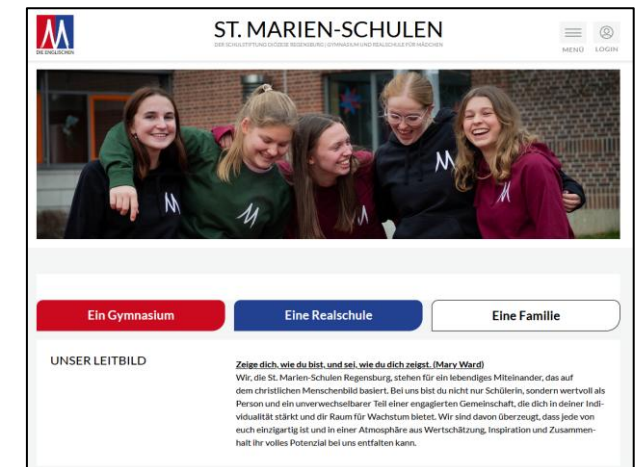 ST. MARIEN-SCHULEN
DER SCHULSTIFTUNG DIÖZESE REGENSBURG | GYMNASIUM UND REALSCHULE FÜR MÄDCHEN
DIE ENGLISCHEN
MENÜ LOGIN
Ein Gymnasium
Eine Realschule
Eine Familie
UNSER LEITBILD
Zeige dich, wie du bist, und sei, wie du dich zeigst. (Mary Ward)
Wir, die St. Marien-Schulen Regensburg, stehen für ein lebendiges Miteinander, das auf
dem christlichen Menschenbild basiert. Bei uns bist du nicht nur Schülerin, sondern wertvoll als
Person und ein unverwechselbarer Teil einer engagierten Gemeinschaft, die dich in deiner Indi-
vidualität stärkt und dir Raum für Wachstum bietet. Wir sind davon überzeugt, dass jede von
euch einzigartig ist und in einer Atmosphäre aus Wertschätzung, Inspiration und Zusammen-
halt ihr volles Potenzial bei uns entfalten kann.